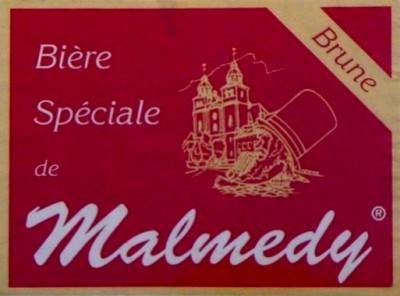 Bière
Spéciale
de
Malmedy®
Brune